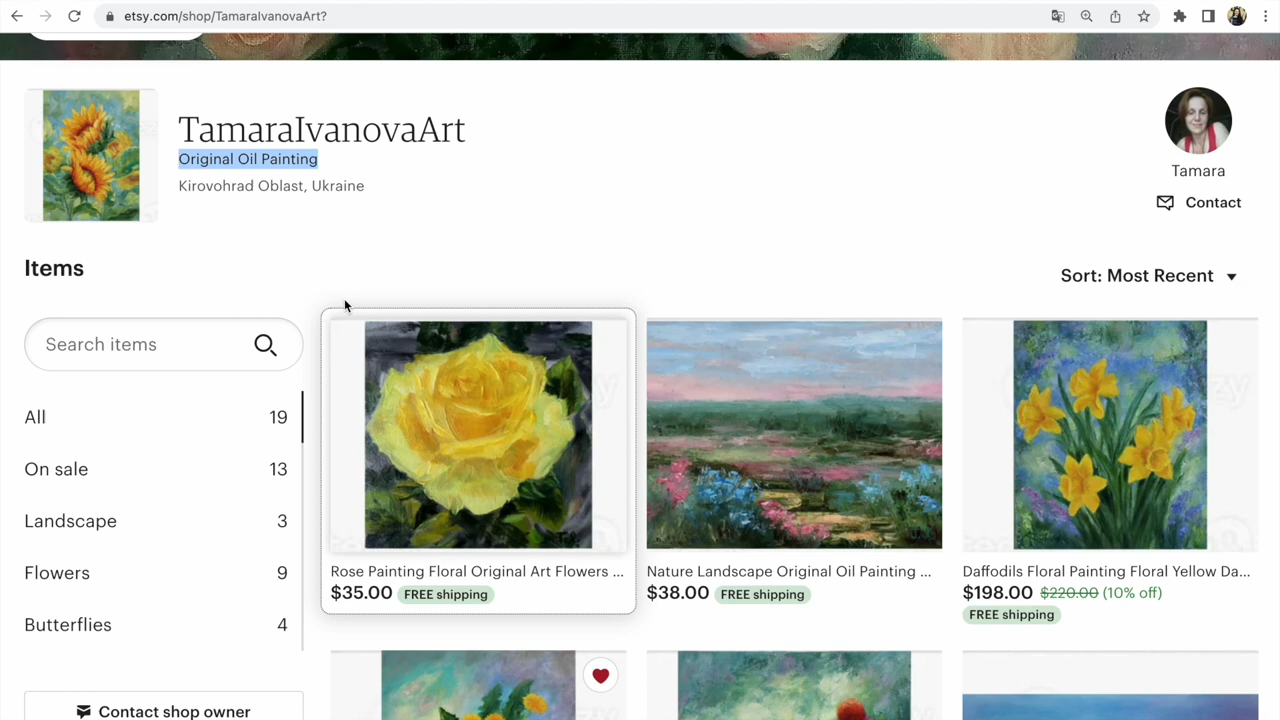 etsy.com/shop/TamaraIvanovaArt?
TamaraIvanovaArt
Original Oil Painting
Kirovohrad Oblast, Ukraine
Tamara
Contact
Items
Sort: Most Recent
Search items
All 19
On sale 13
Landscape 3
Flowers 9
Butterflies 4
Contact shop owner
Rose Painting Floral Original Art Flowers ...
$35.00 FREE shipping
Nature Landscape Original Oil Painting ...
$38.00 FREE shipping
Daffodils Floral Painting Floral Yellow Da...
$198.00 $220.00 (10% off)
FREE shipping